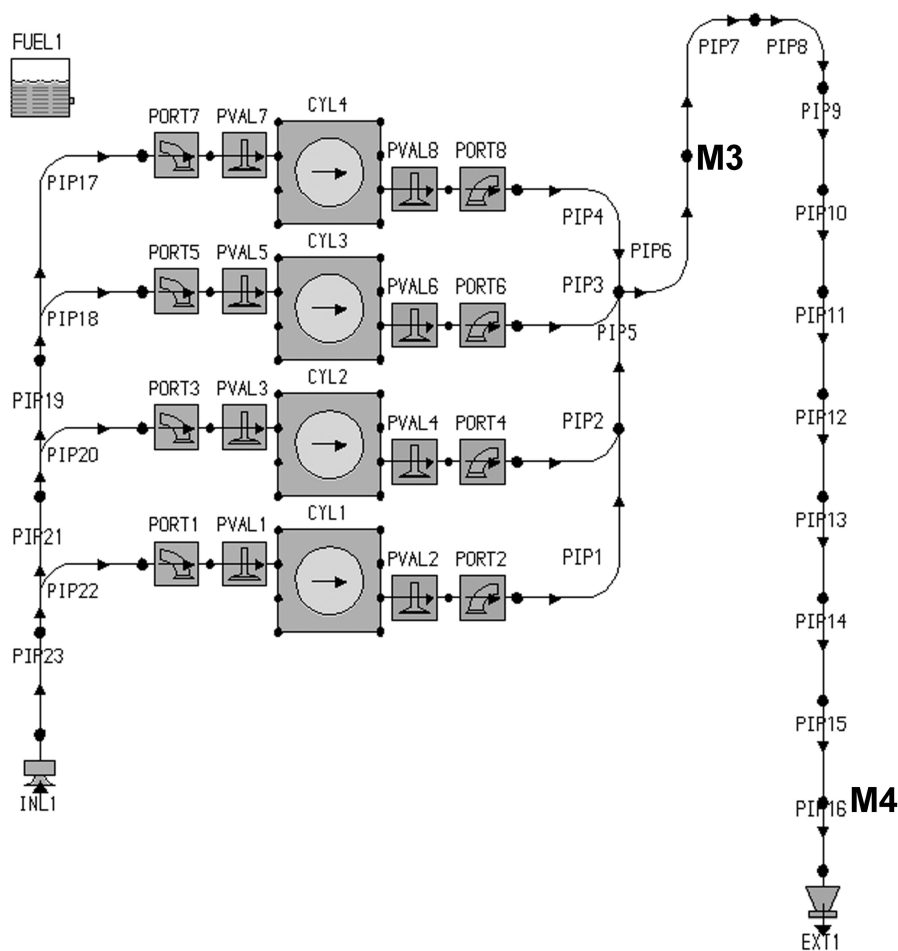 FUEL1
PIP7
PIP8
CYL4
PORT7
PVAL7
PIP9
PVAL8
PORT8
M3
PIP17
PIP4
PIP10
CYL3
PORT5
PVAL5
PIP6
PVAL6
PORT6
PIP3
PIP18
PIP11
PIP5
CYL2
PIP19
PORT3
PVAL3
PVAL4
PORT4
PIP2
PIP12
PIP20
CYL1
PIP21
PORT1
PVAL1
PIP13
PVAL2
PORT2
PIP1
PIP22
PIP14
PIP23
PIP15
INL1
PIP16
M4
EXT1